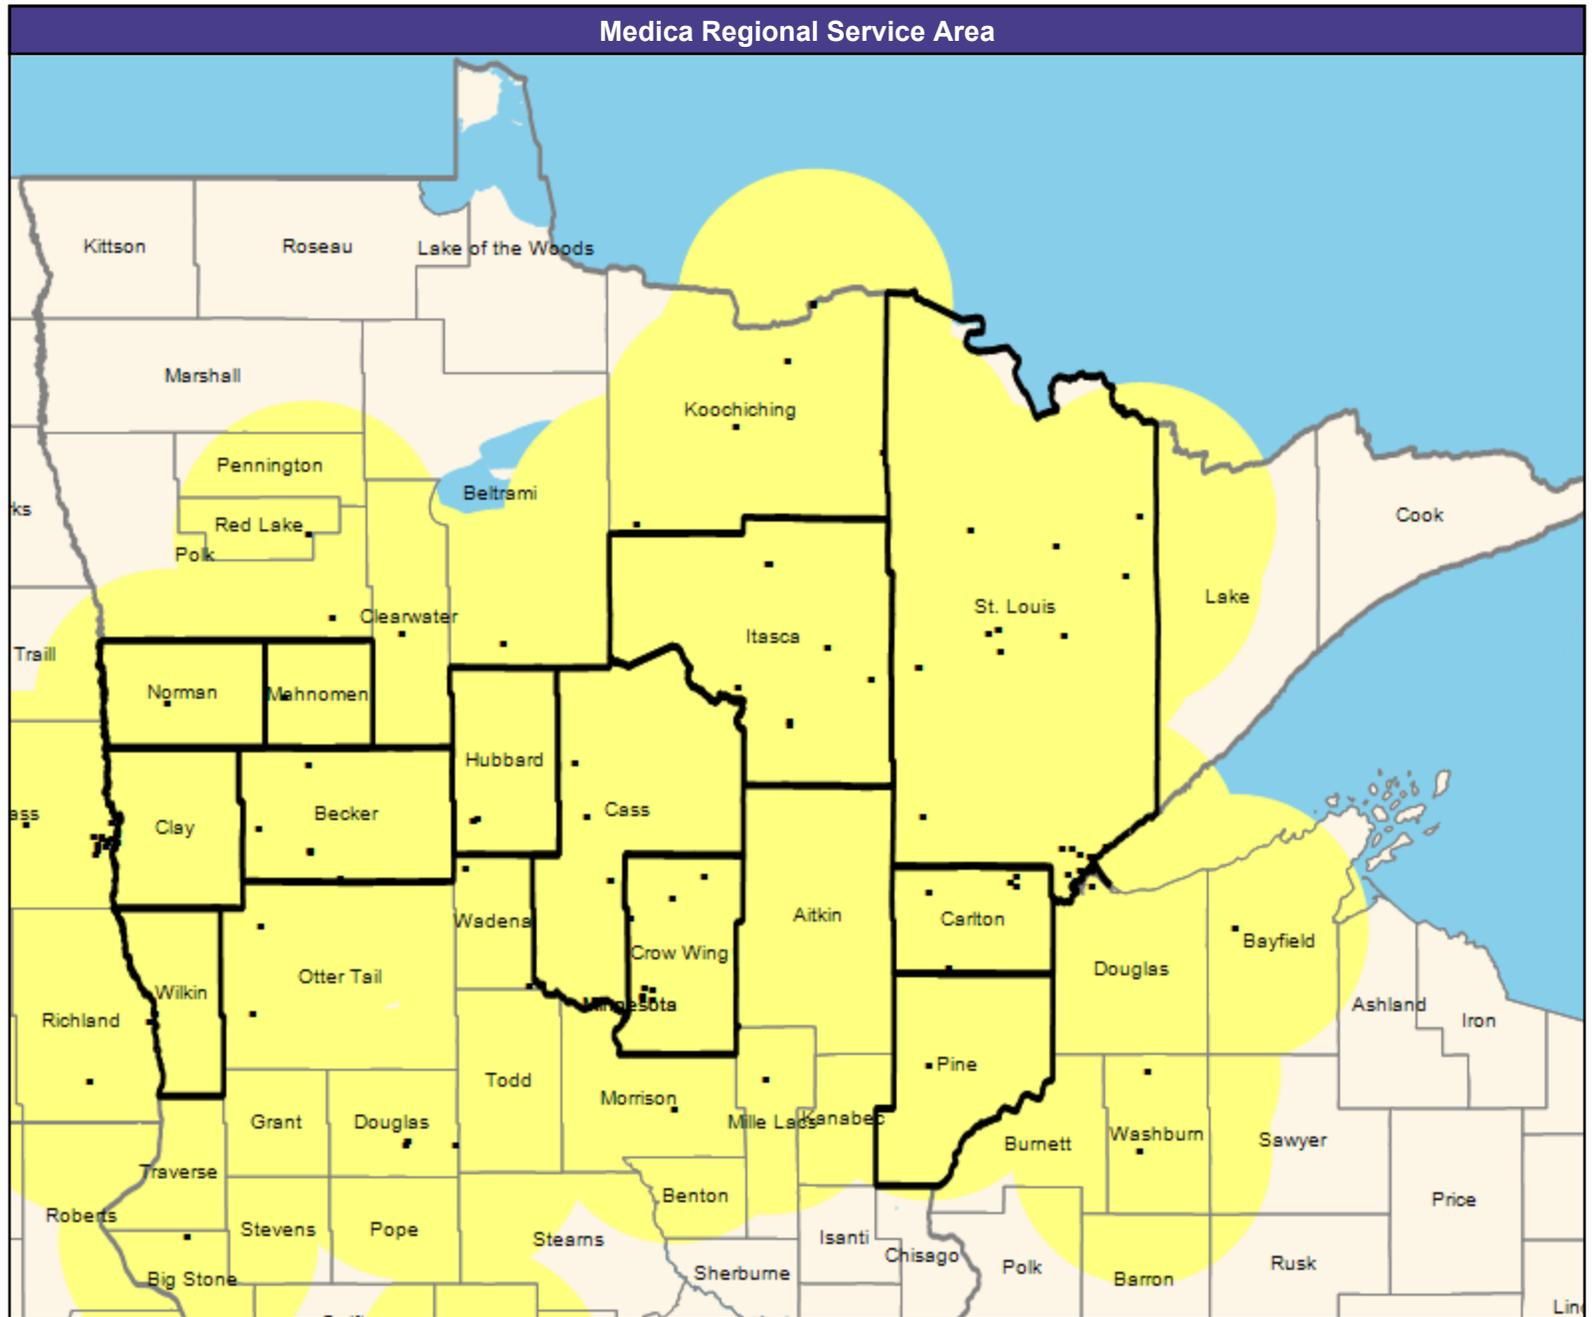 Medica Regional Service Area
Kittson
Roseau
Lake of the Woods
Marshall
Koochiching
Pennington
Beltrami
ks
Red Lake
Cook
Polk
Clearwater
Lake
St. Louis
Itasca
Traill
Norman
Mahnomen
Hubbard
ass
Becker
Cass
Clay
Wadena
Aitkin
Carlton
Bayfield
Crow Wing
Douglas
Otter Tail
Wilkin
Minnesota
Ashland
Richland
Iron
Pine
Todd
Morrison
Grant
Douglas
Mille Lacs
Kanabec
Burnett
Washburn
Sawyer
Traverse
Benton
Price
Roberts
Stevens
Pope
Stearns
Isanti
Chisago
Polk
Rusk
Big Stone
Sherburne
Barron